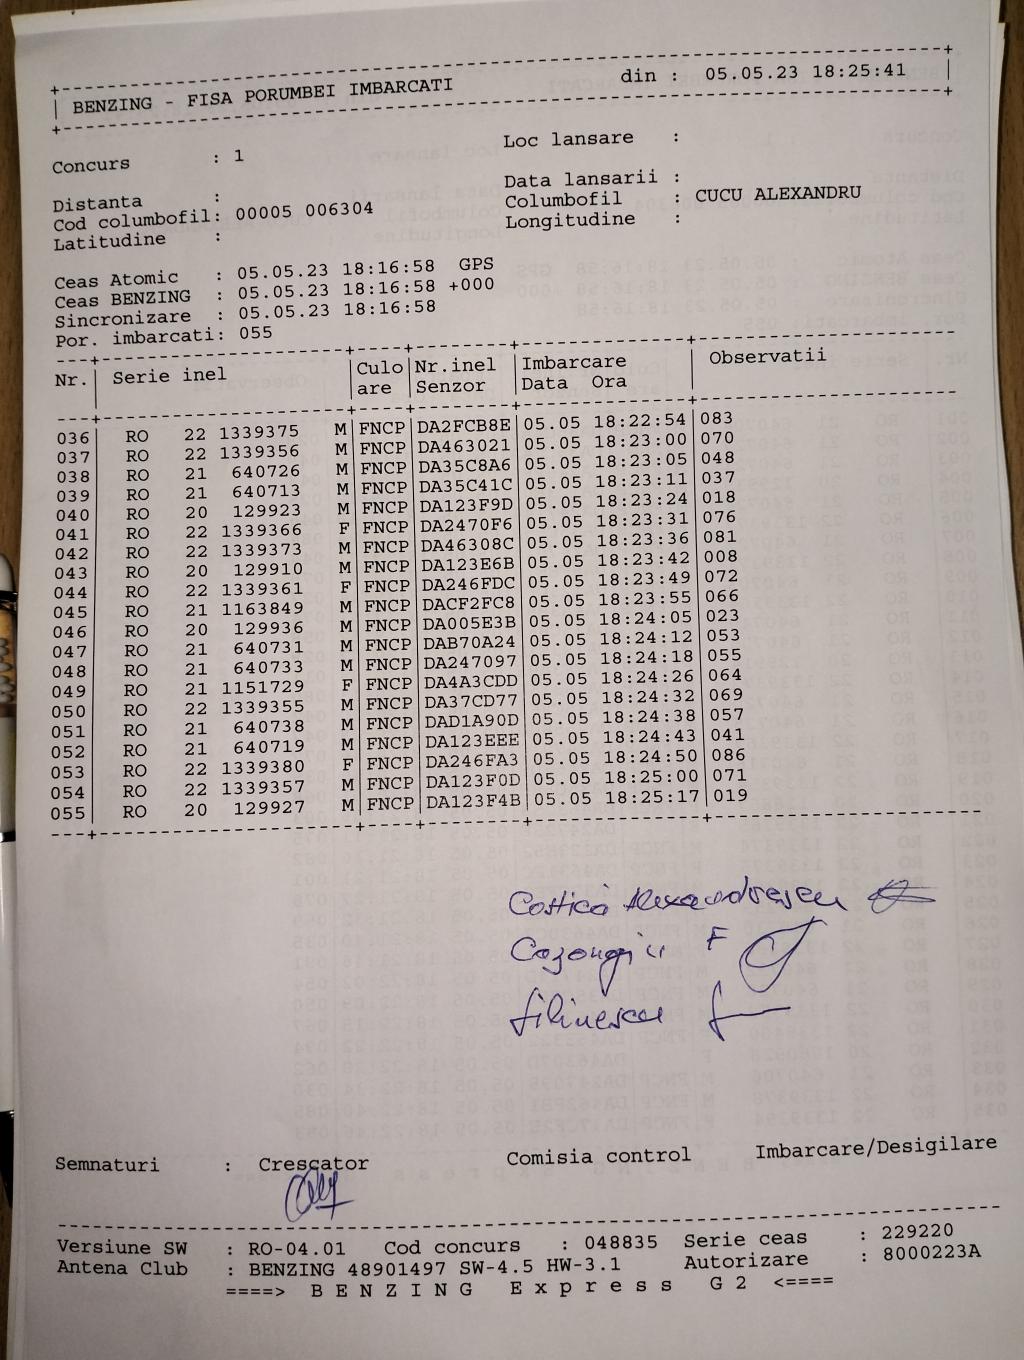 BENZING - FISA PORUMBEI IMBARCATI din : 05.05.23 18:25:41
Concurs : 1 Loc lansare :
Distanta : Data lansarii :
Cod columbofil: 00005 006304 Columbofil : CUCU ALEXANDRU
Latitudine : Longitudine :
Ceas Atomic : 05.05.23 18:16:58 GPS
Ceas BENZING : 05.05.23 18:16:58 +000
Sincronizare : 05.05.23 18:16:58
Por. imbarcati: 055
Nr. Serie inel Culo Nr.inel Imbarcare Observatii
are Senzor Data Ora
036 RO 22 1339375 M FNCP DA2FCB8E 05.05 18:22:54 083
037 RO 22 1339356 M FNCP DA463021 05.05 18:23:00 070
038 RO 21 640726 M FNCP DA35C8A6 05.05 18:23:05 048
039 RO 21 640713 M FNCP DA35C41C 05.05 18:23:11 037
040 RO 20 129923 M FNCP DA123F9D 05.05 18:23:24 018
041 RO 22 1339366 F FNCP DA2470F6 05.05 18:23:31 076
042 RO 22 1339373 M FNCP DA46308C 05.05 18:23:36 081
043 RO 20 129910 M FNCP DA123E6B 05.05 18:23:42 008
044 RO 22 1339361 F FNCP DA246FDC 05.05 18:23:49 072
045 RO 21 1163849 M FNCP DACF2FC8 05.05 18:23:55 066
046 RO 20 129936 M FNCP DA005E3B 05.05 18:24:05 023
047 RO 21 640731 M FNCP DAB70A24 05.05 18:24:12 053
048 RO 21 640733 M FNCP DA247097 05.05 18:24:18 055
049 RO 21 1151729 F FNCP DA4A3CDD 05.05 18:24:26 064
050 RO 22 1339355 M FNCP DA37CD77 05.05 18:24:32 069
051 RO 21 640738 M FNCP DAD1A90D 05.05 18:24:38 057
052 RO 21 640719 M FNCP DA123EEE 05.05 18:24:43 041
053 RO 22 1339380 F FNCP DA246FA3 05.05 18:24:50 086
054 RO 22 1339357 M FNCP DA123F0D 05.05 18:25:00 071
055 RO 20 129927 M FNCP DA123F4B 05.05 18:25:17 019
Costică Alexandrescu
F
Filinescu
Semnaturi : Crescator Comisia control Imbarcare/Desigilare
Versiune SW : RO-04.01 Cod concurs : 048835 Serie ceas : 229220
Antena Club : BENZING 48901497 SW-4.5 HW-3.1 Autorizare : 8000223A
====> B E N Z I N G E x p r e s s G 2 <====